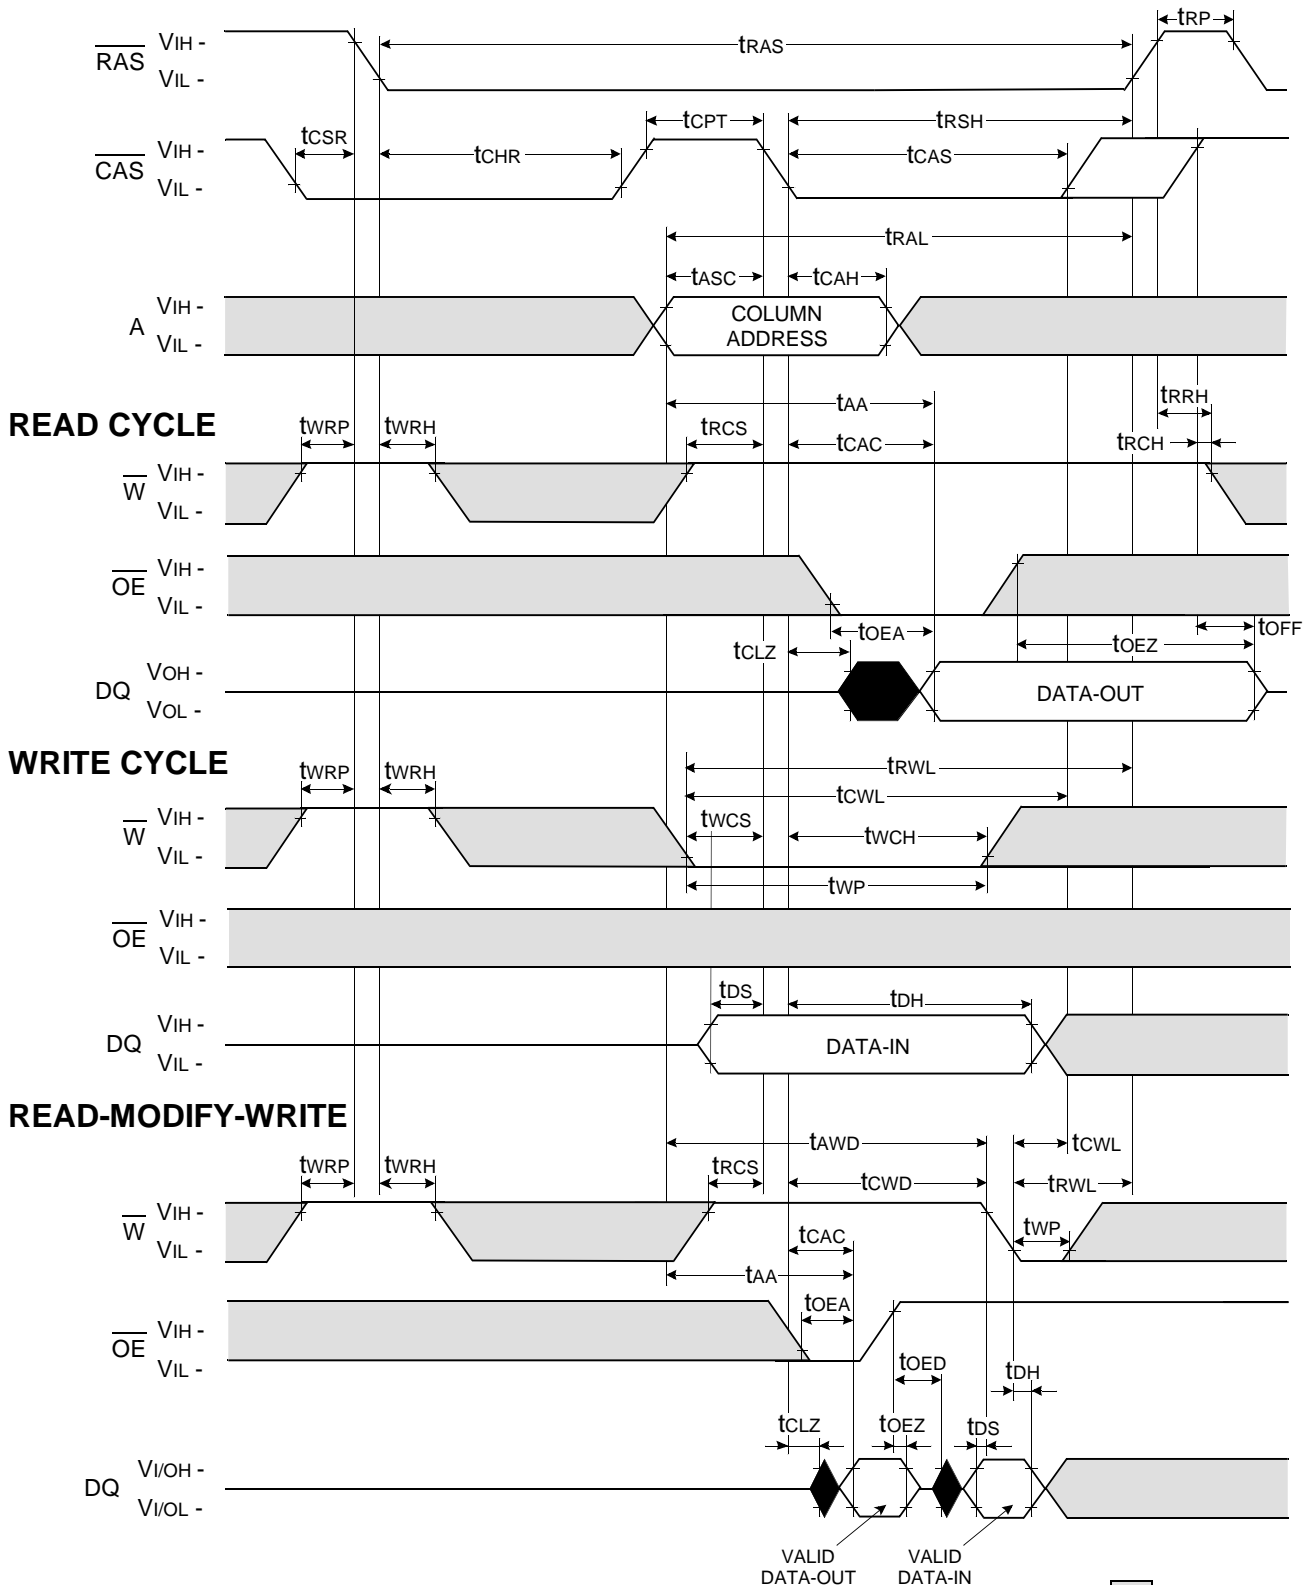 tRP
RAS VIH -
VIL -
tRAS
tCSR
tCPT
tRSH
CAS VIH -
VIL -
tCHR
tCAS
tRAL
tASC
tCAH
A VIH -
VIL -
COLUMN
ADDRESS
READ CYCLE
tAA
tRRH
tWRP
tWRH
tRCS
tCAC
tRCH
W VIH -
VIL -
OE VIH -
VIL -
tOEA
tOFF
tCLZ
tOEZ
DQ VOH -
VOL -
DATA-OUT
WRITE CYCLE
tWRP
tWRH
tRWL
tCWL
W VIH -
VIL -
tWCS
tWCH
tWP
OE VIH -
VIL -
tDS
tDH
DQ VIH -
VIL -
DATA-IN
READ-MODIFY-WRITE
tAWD
tCWL
tWRP
tWRH
tRCS
tCWD
tRWL
W VIH -
VIL -
tCAC
tWP
tAA
tOEA
OE VIH -
VIL -
tOED
tDH
tCLZ
tOEZ
tDS
DQ VI/OH -
VI/OL -
VALID
DATA-OUT
VALID
DATA-IN